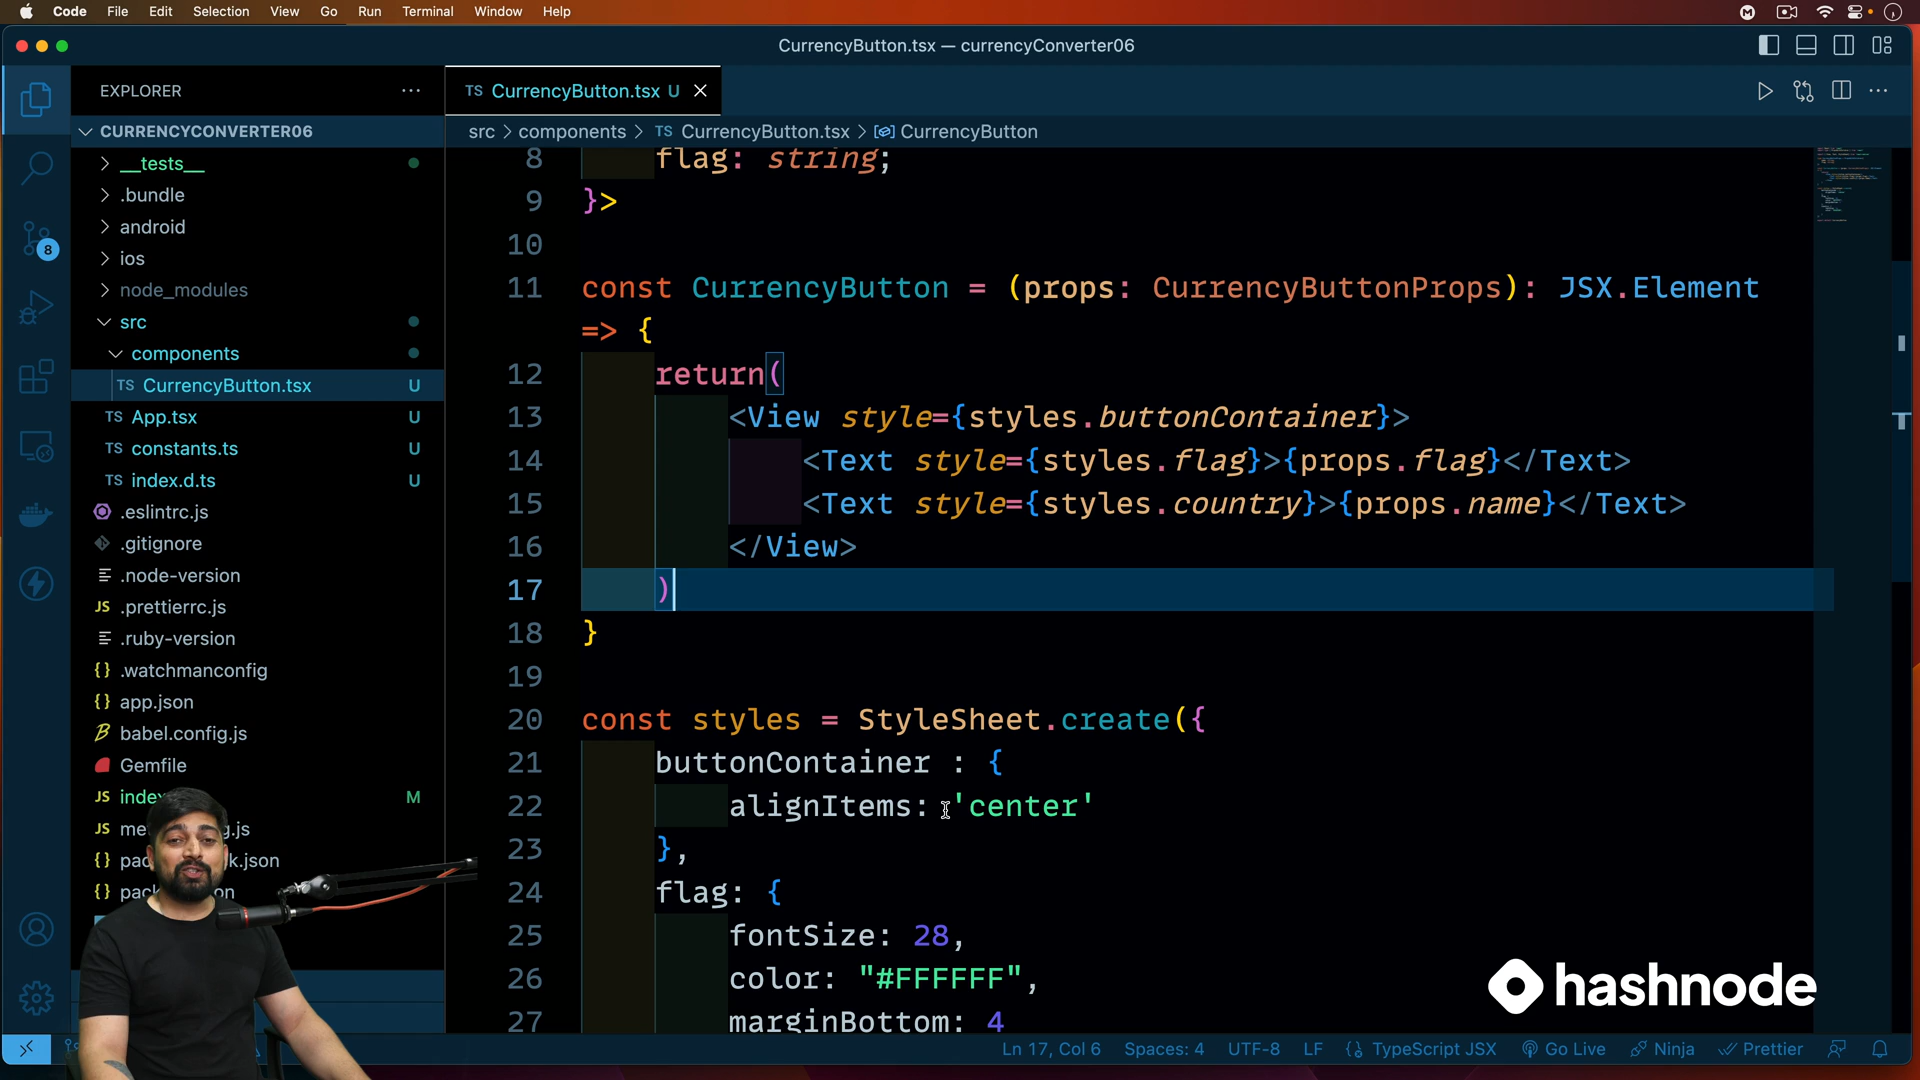 Code File Edit Selection View Go Run Terminal Window Help
CurrencyButton.tsx — currencyConverter06
EXPLORER
TS CurrencyButton.tsx U
CURRENCYCONVERTER06
src > components > TS CurrencyButton.tsx > CurrencyButton
__tests__
.bundle
android
ios
node_modules
src
components
TS CurrencyButton.tsx U
TS App.tsx U
TS constants.ts U
TS index.d.ts U
.eslintrc.js
.gitignore
.node-version
JS .prettierrc.js
.ruby-version
{} .watchmanconfig
{} app.json
babel.config.js
Gemfile
JS index M
JS
{}
{}
8
8 flag: string;
9 }>
10
11 const CurrencyButton = (props: CurrencyButtonProps): JSX.Element
=> {
12 return(
13 <View style={styles.buttonContainer}>
14 <Text style={styles.flag}>{props.flag}</Text>
15 <Text style={styles.country}>{props.name}</Text>
16 </View>
17 )
18 }
19
20 const styles = StyleSheet.create({
21 buttonContainer : {
22 alignItems: 'center'
23 },
24 flag: {
25 fontSize: 28,
26 color: "#FFFFFF",
27 marginBottom: 4
hashnode
Ln 17, Col 6 Spaces: 4 UTF-8 LF {} TypeScript JSX Go Live Ninja Prettier